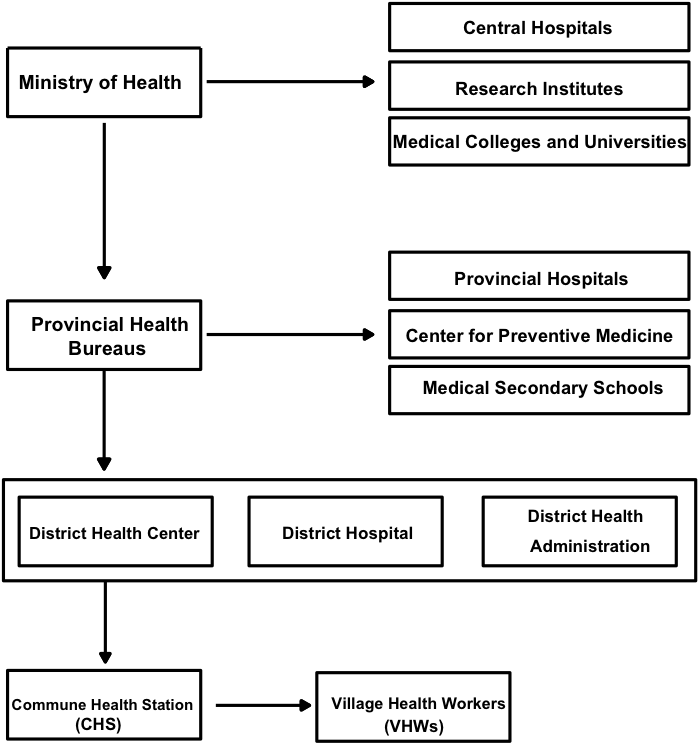 Central Hospitals
Ministry of Health
Research Institutes
Medical Colleges and Universities
Provincial Hospitals
Provincial Health
Bureaus
Center for Preventive Medicine
Medical Secondary Schools
District Health Center
District Hospital
District Health
Administration
Commune Health Station
(CHS)
Village Health Workers
(VHWs)